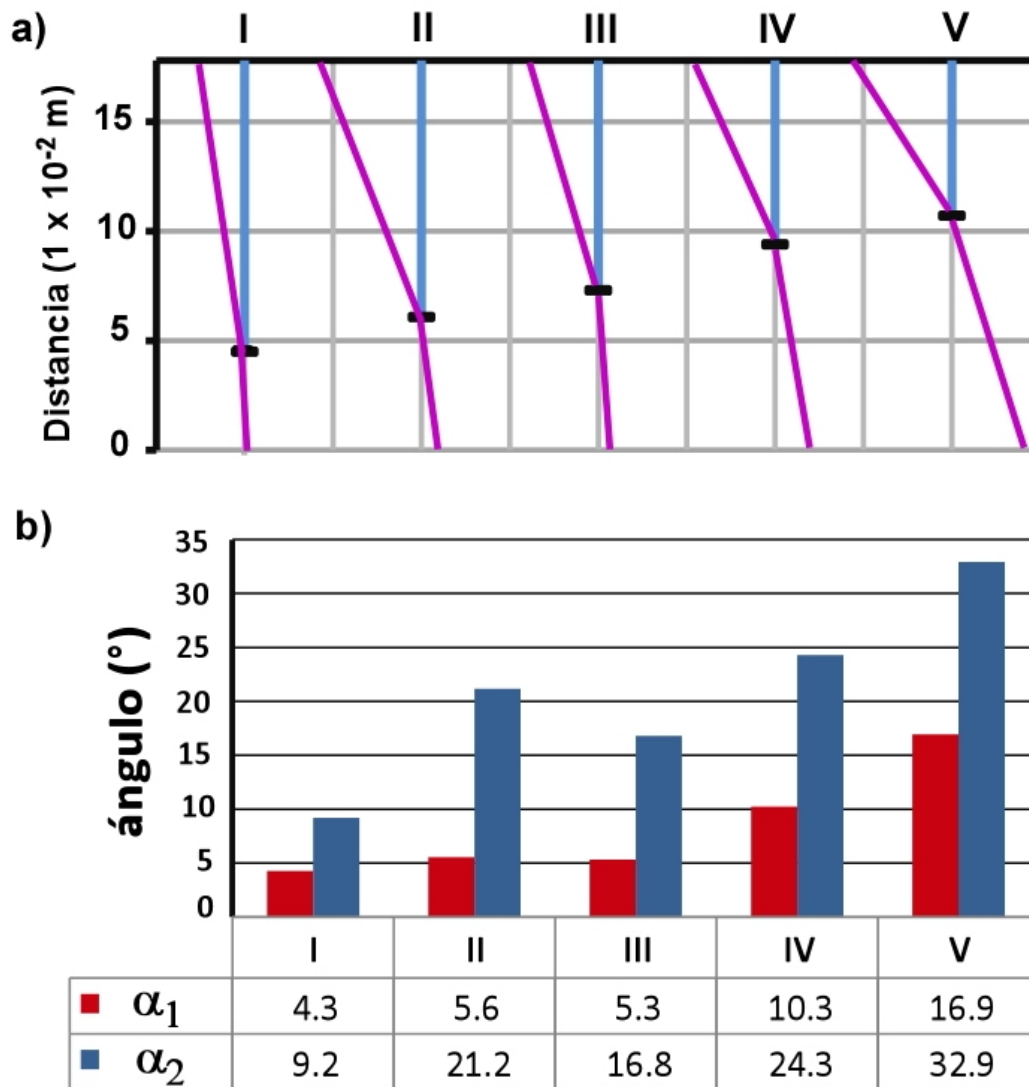 a)
I II III IV V
Distancia (1 x 10⁻² m)
15
10
5
0
b)
ángulo (°)
35
30
25
20
15
10
5
0
I II III IV V
α₁ 4.3 5.6 5.3 10.3 16.9
α₂ 9.2 21.2 16.8 24.3 32.9